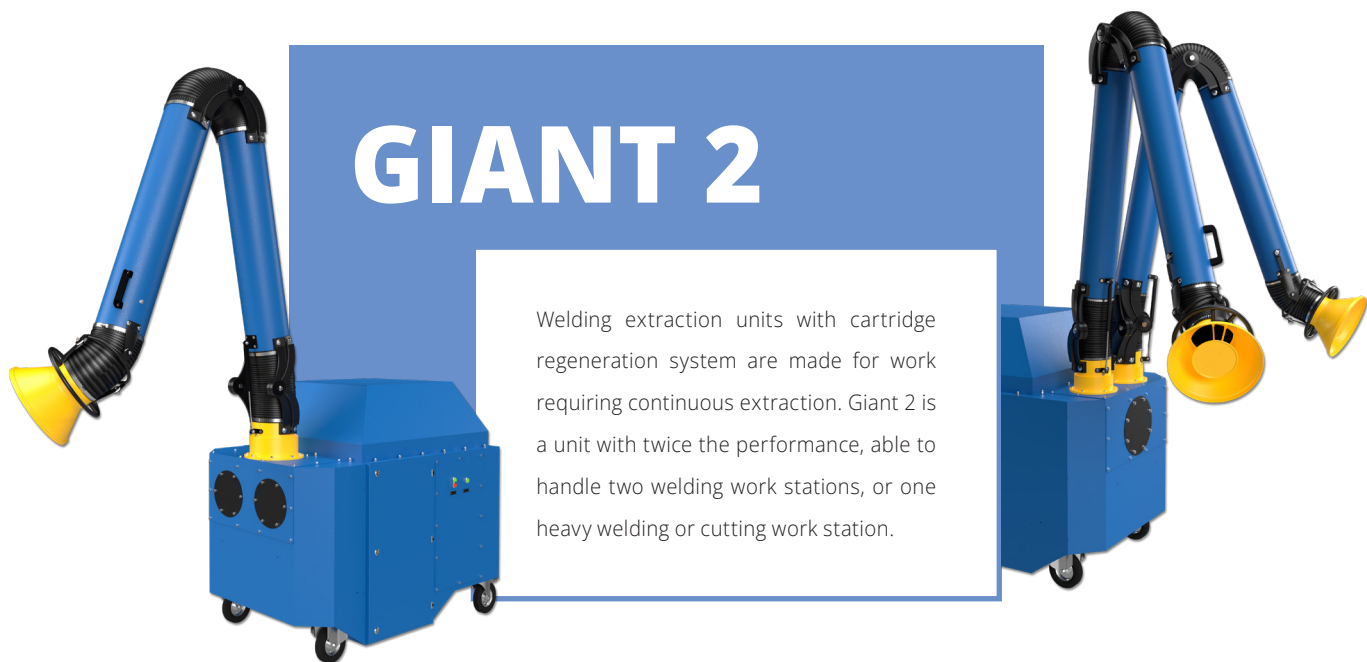 GIANT 2
Welding extraction units with cartridge
regeneration system are made for work
requiring continuous extraction. Giant 2 is
a unit with twice the performance, able to
handle two welding work stations, or one
heavy welding or cutting work station.